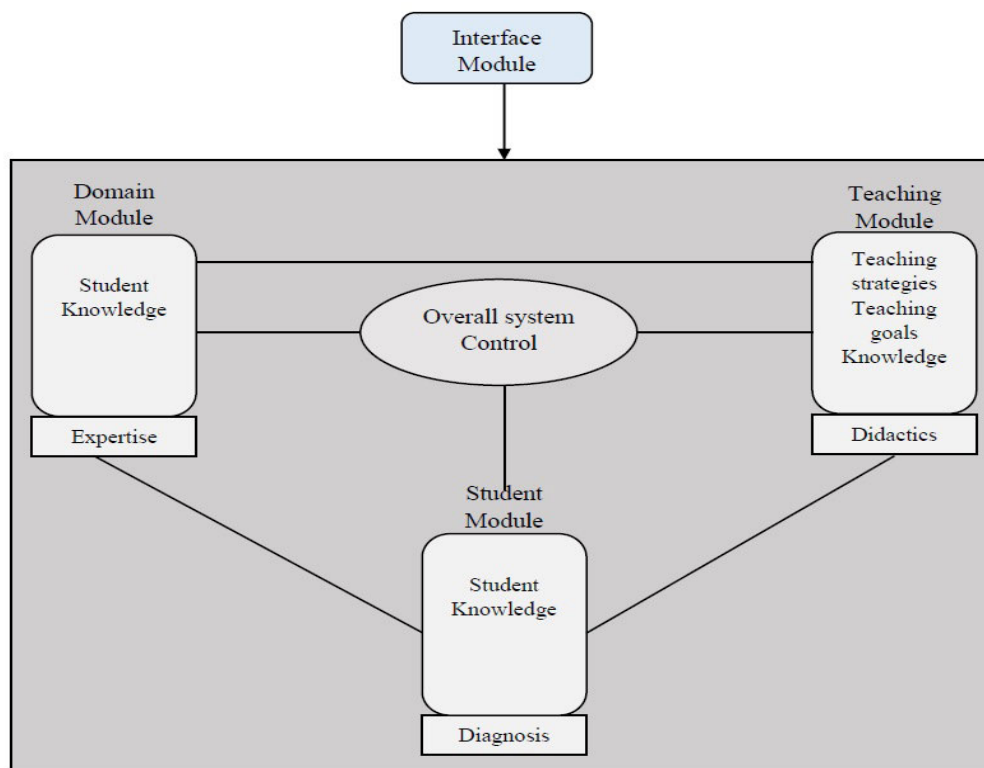 Interface
Module
Domain
Module
Student
Knowledge
Expertise
Overall system
Control
Teaching
Module
Teaching
strategies
Teaching
goals
Knowledge
Didactics
Student
Module
Student
Knowledge
Diagnosis